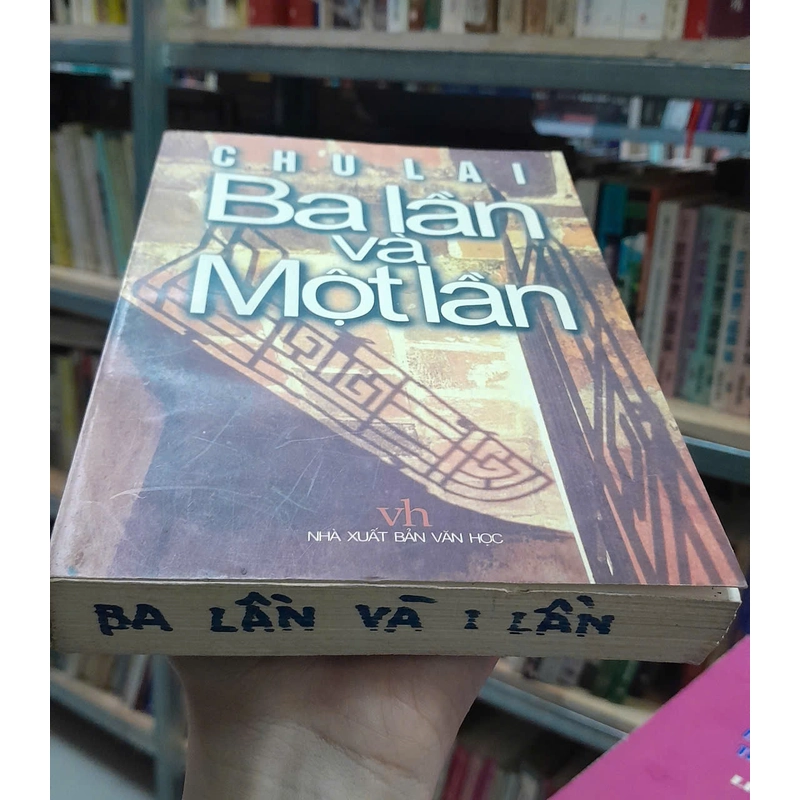 CHU LAI
Ba lần
và
Một lần
vh
NHÀ XUẤT BẢN VĂN HỌC
BA LẦN VÀ 1 LẦN